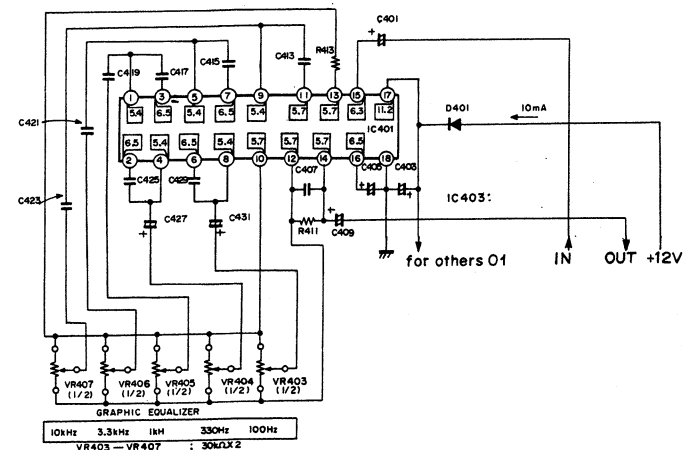 C401
R413
C413
C415
C419 C417
1 3 5 7 9 11 13 15 17
5.4 6.5 5.4 6.5 5.4 5.7 5.7 6.3 11.2
IC401
D401
10mA
C421
6.5 5.4 6.5 5.4 5.7 5.7 5.7 6.5
2 4 6 8 10 12 14 16 18
C407 C405 C403
C425 C429
IC403:
C423
C427 C431
R411 C409
for others 01 IN OUT +12V
VR407 VR406 VR405 VR404 VR403
(1/2) (1/2) (1/2) (1/2) (1/2)
GRAPHIC EQUALIZER
10kHz 3.3kHz 1kH 330Hz 100Hz
VR403 — VR407 ; 30kΩX2